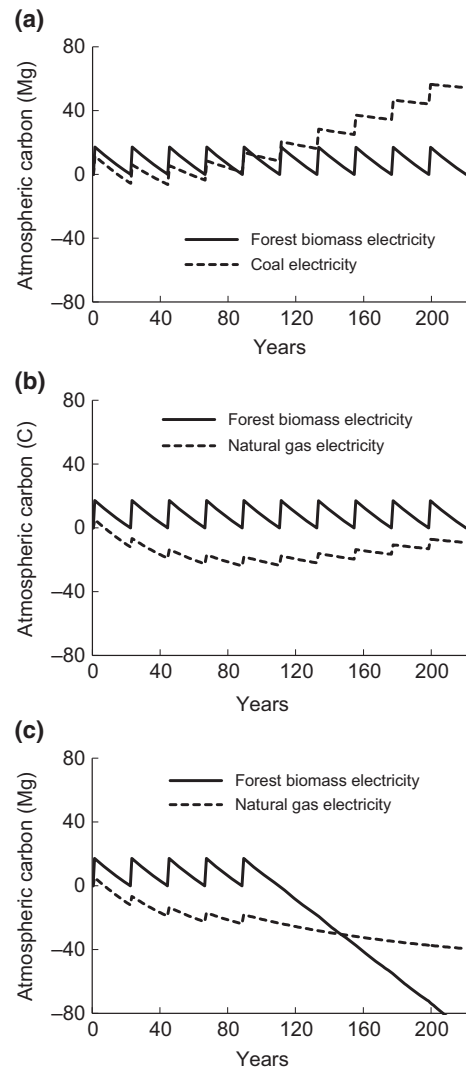 (a)
Atmospheric carbon (Mg)
80
40
0
–40
–80
Forest biomass electricity
Coal electricity
0 40 80 120 160 200
Years
(b)
Atmospheric carbon (C)
80
40
0
–40
–80
Forest biomass electricity
Natural gas electricity
0 40 80 120 160 200
Years
(c)
Atmospheric carbon (Mg)
80
40
0
–40
–80
Forest biomass electricity
Natural gas electricity
0 40 80 120 160 200
Years